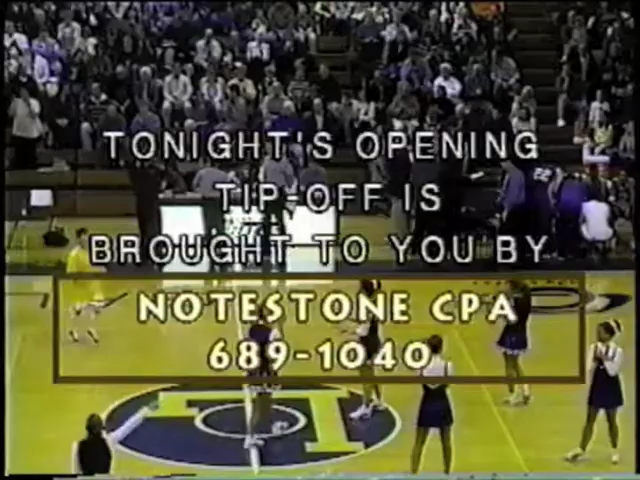 TONIGHT'S OPENING
TIP-OFF IS
BROUGHT TO YOU BY
NOTESTONE CPA
689-1040